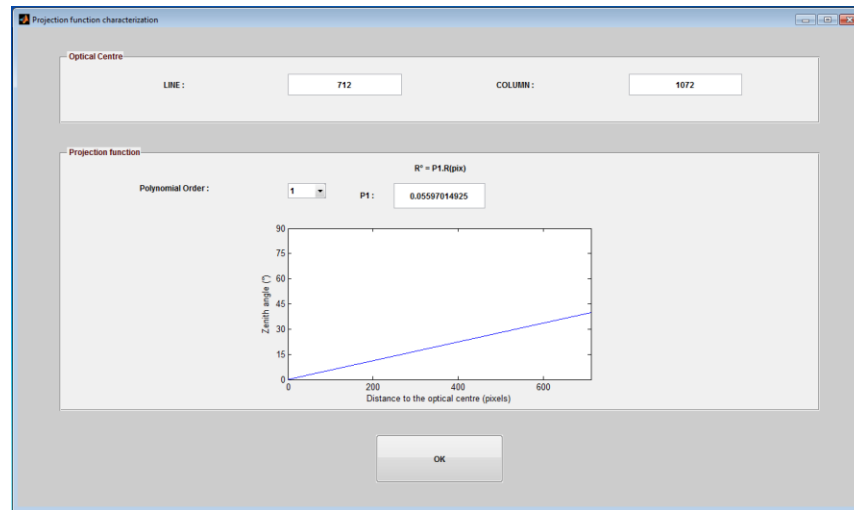 Projection function characterization
Optical Centre
LINE : 712 COLUMN : 1072
Projection function
R° = P1.R(pix)
Polynomial Order : 1 P1 : 0.05597014925
90
75
60
45
30
15
0
Zenith angle (°)
0 200 400 600
Distance to the optical centre (pixels)
OK